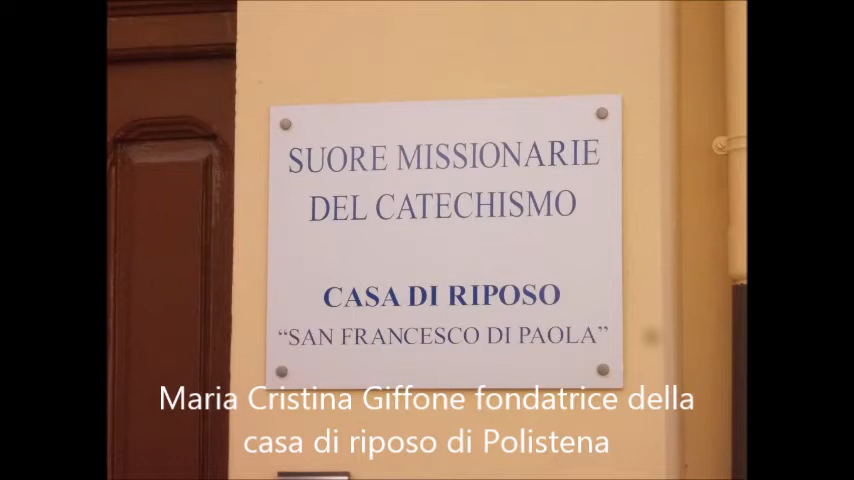 SUORE MISSIONARIE
DEL CATECHISMO
CASA DI RIPOSO
“SAN FRANCESCO DI PAOLA”
Maria Cristina Giffone fondatrice della
casa di riposo di Polistena